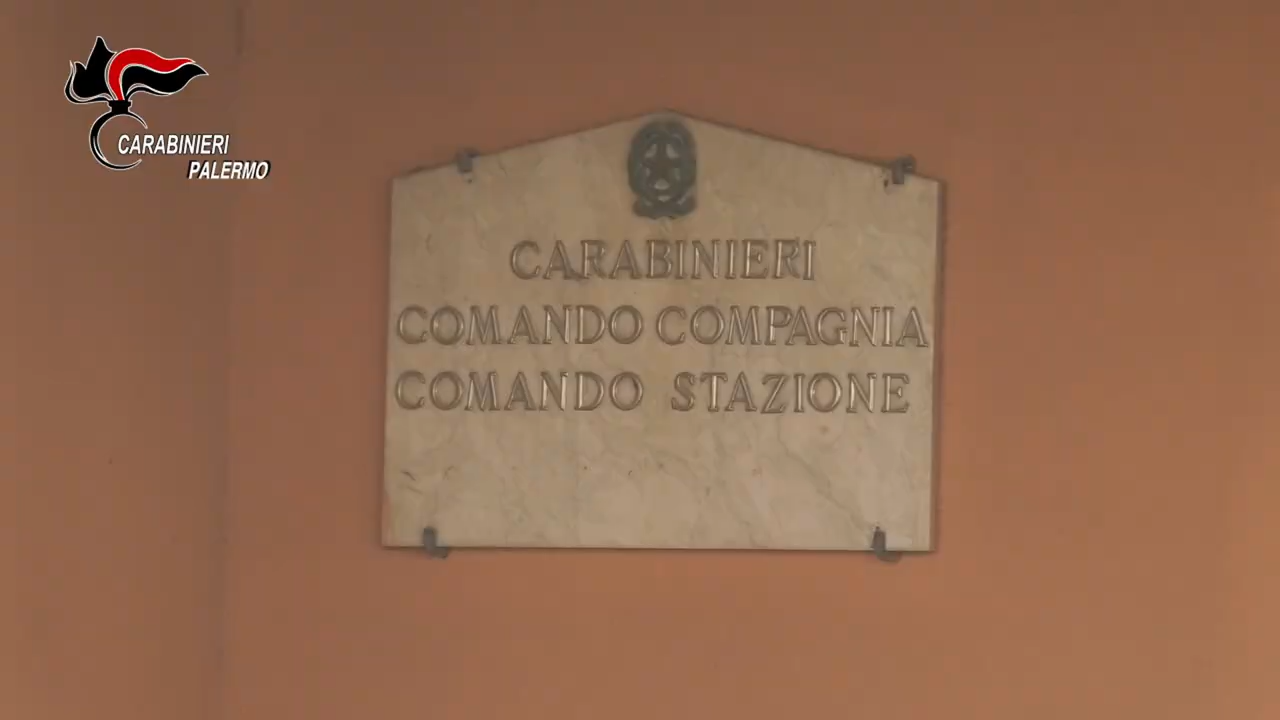 CARABINIERI
PALERMO
CARABINIERI
COMANDO COMPAGNIA
COMANDO STAZIONE